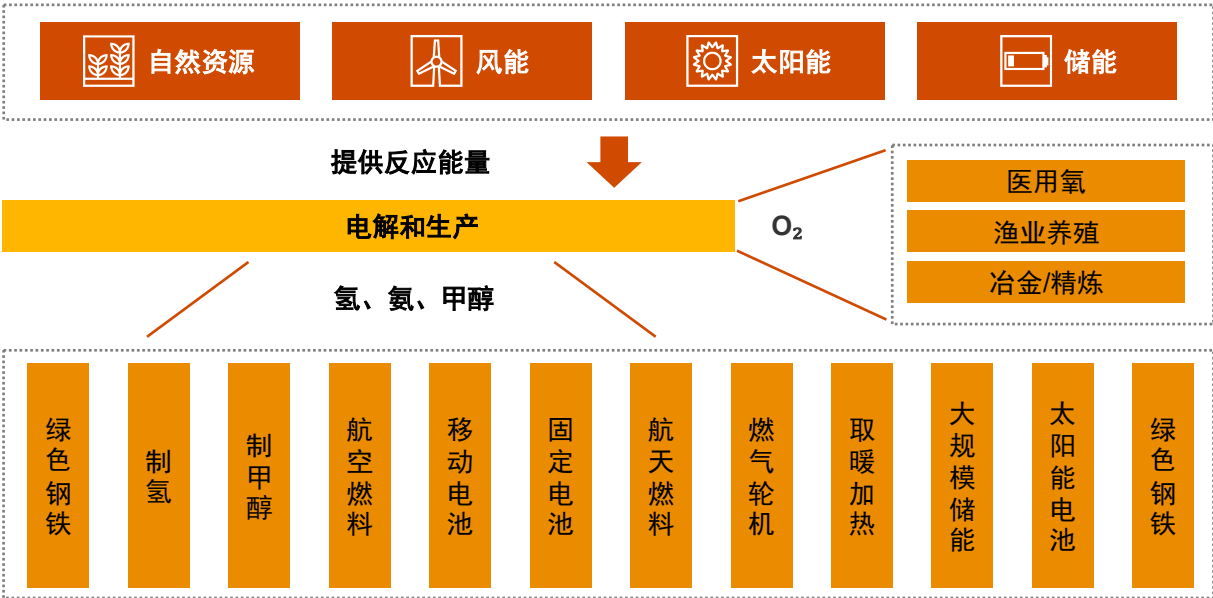 自然资源
风能
太阳能
储能
提供反应能量
电解和生产
O₂
医用氧
渔业养殖
冶金/精炼
氢、氨、甲醇
绿色钢铁
制氢
制甲醇
航空燃料
移动电池
固定电池
航天燃料
燃气轮机
取暖加热
大规模储能
太阳能电池
绿色钢铁